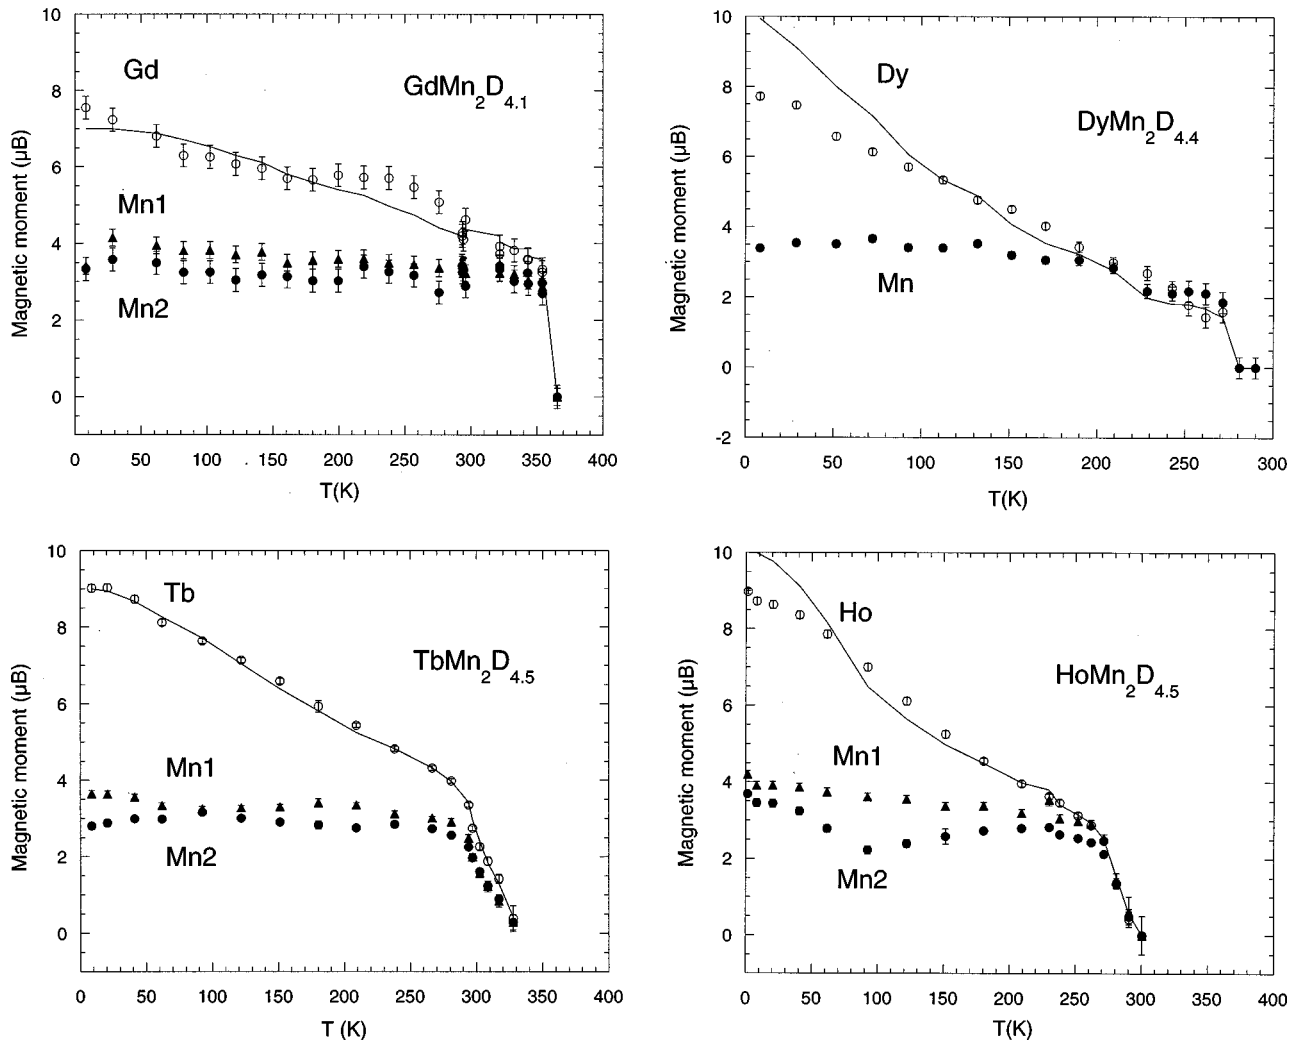 10
8
6
4
2
0
Magnetic moment (μB)
Gd
GdMn2D4.1
Mn1
Mn2
0 50 100 150 200 250 300 350 400
T(K)
10
8
6
4
2
0
-2
Magnetic moment (μB)
Dy
DyMn2D4.4
Mn
0 50 100 150 200 250 300
T(K)
10
8
6
4
2
0
Magnetic moment (μB)
Tb
TbMn2D4.5
Mn1
Mn2
0 50 100 150 200 250 300 350 400
T (K)
10
8
6
4
2
0
Magnetic moment (μB)
Ho
HoMn2D4.5
Mn1
Mn2
0 50 100 150 200 250 300 350 400
T(K)